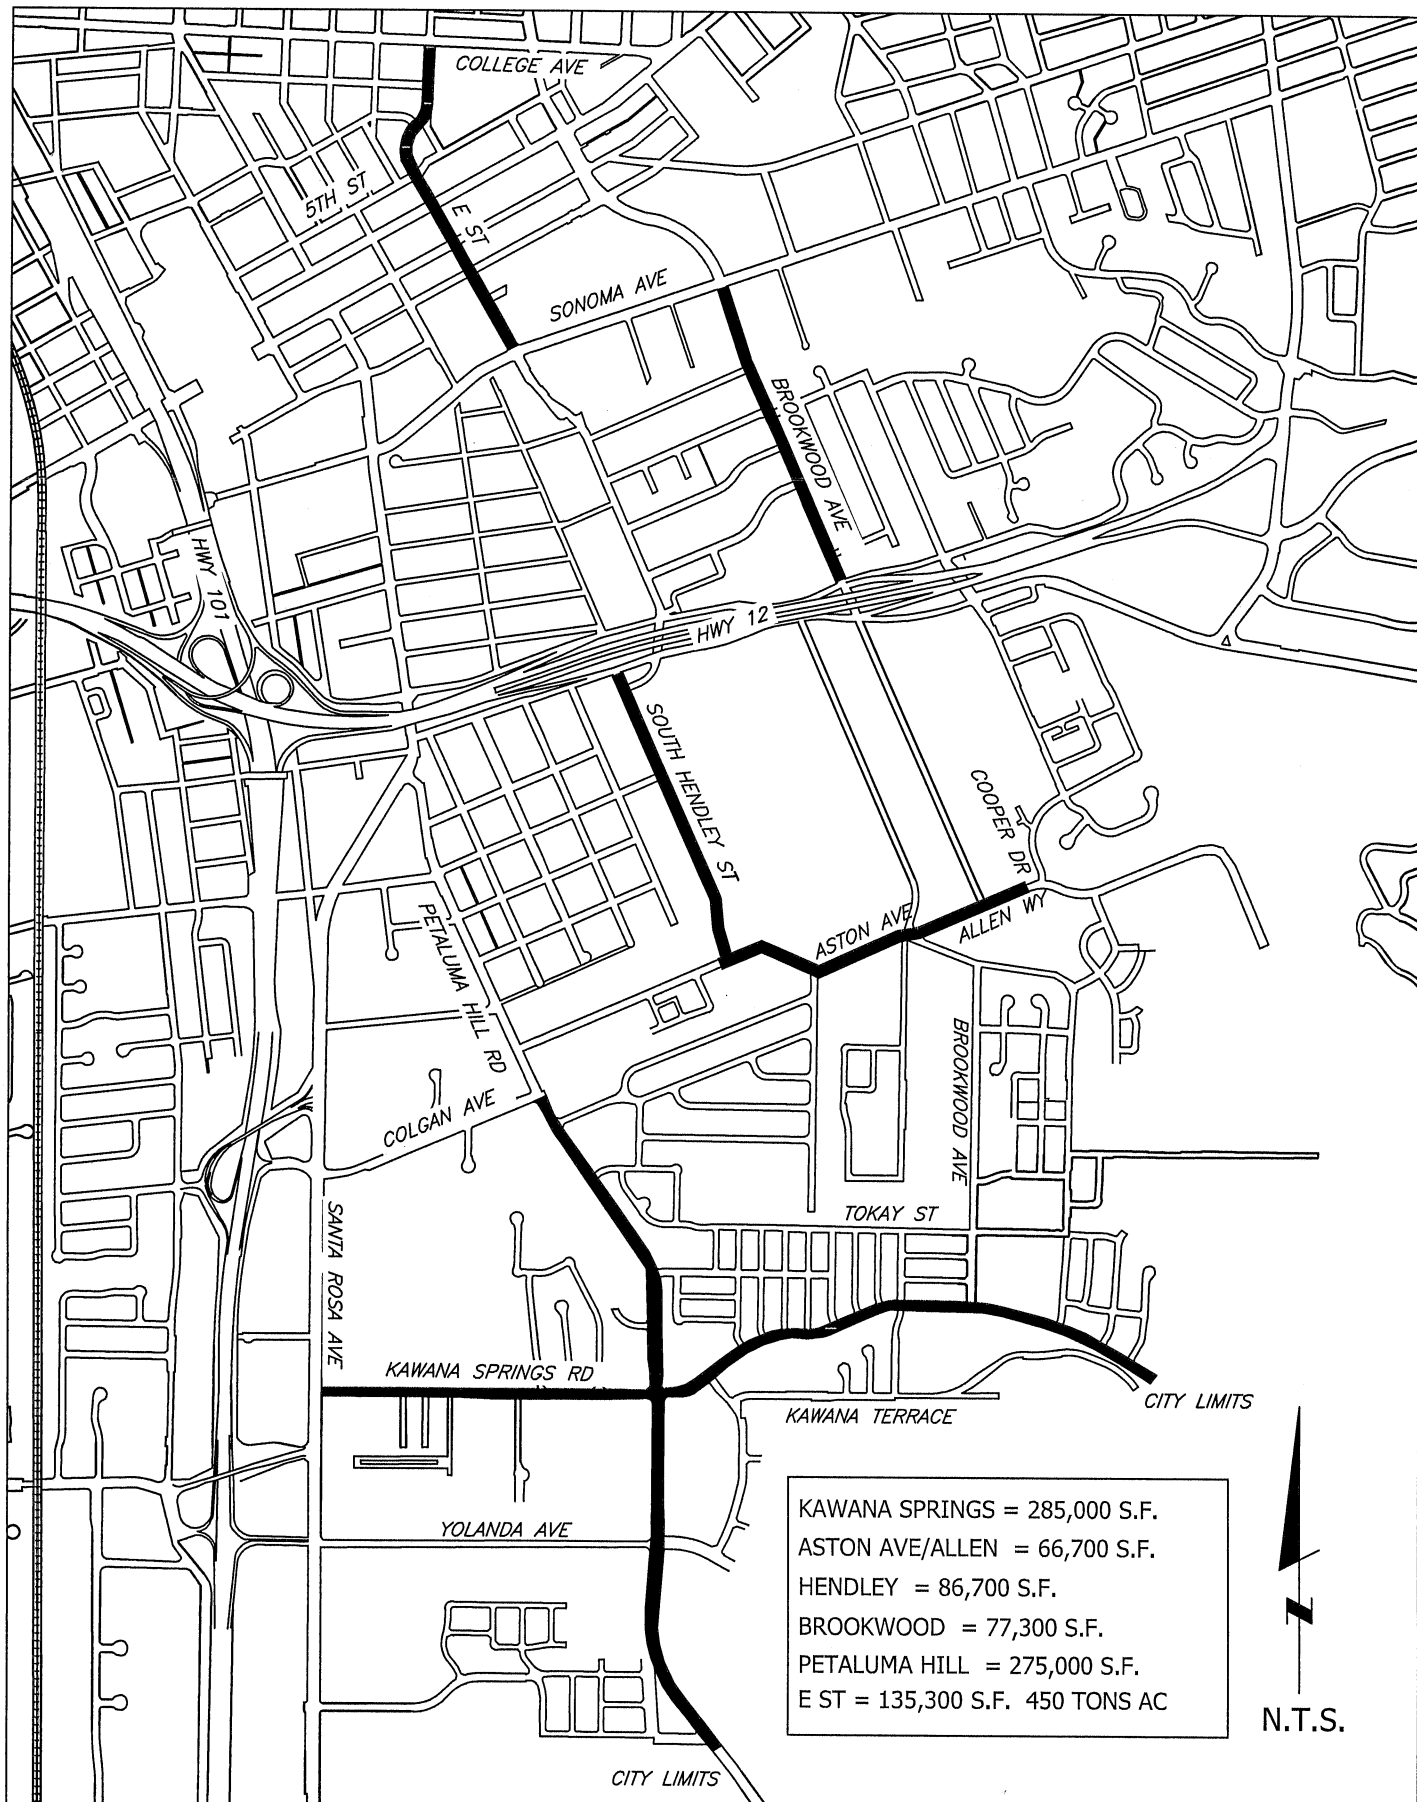 COLLEGE AVE
5TH ST
E ST
SONOMA AVE
BROOKWOOD AVE
HWY 101
HWY 12
SOUTH HENDLEY ST
COOPER DR
PETALUMA HILL RD
ASTON AVE
ALLEN WY
BROOKWOOD AVE
COLGAN AVE
SANTA ROSA AVE
TOKAY ST
KAWANA SPRINGS RD
KAWANA TERRACE
CITY LIMITS
YOLANDA AVE
KAWANA SPRINGS = 285,000 S.F.
ASTON AVE/ALLEN = 66,700 S.F.
HENDLEY = 86,700 S.F.
BROOKWOOD = 77,300 S.F.
PETALUMA HILL = 275,000 S.F.
E ST = 135,300 S.F. 450 TONS AC
N.T.S.
CITY LIMITS